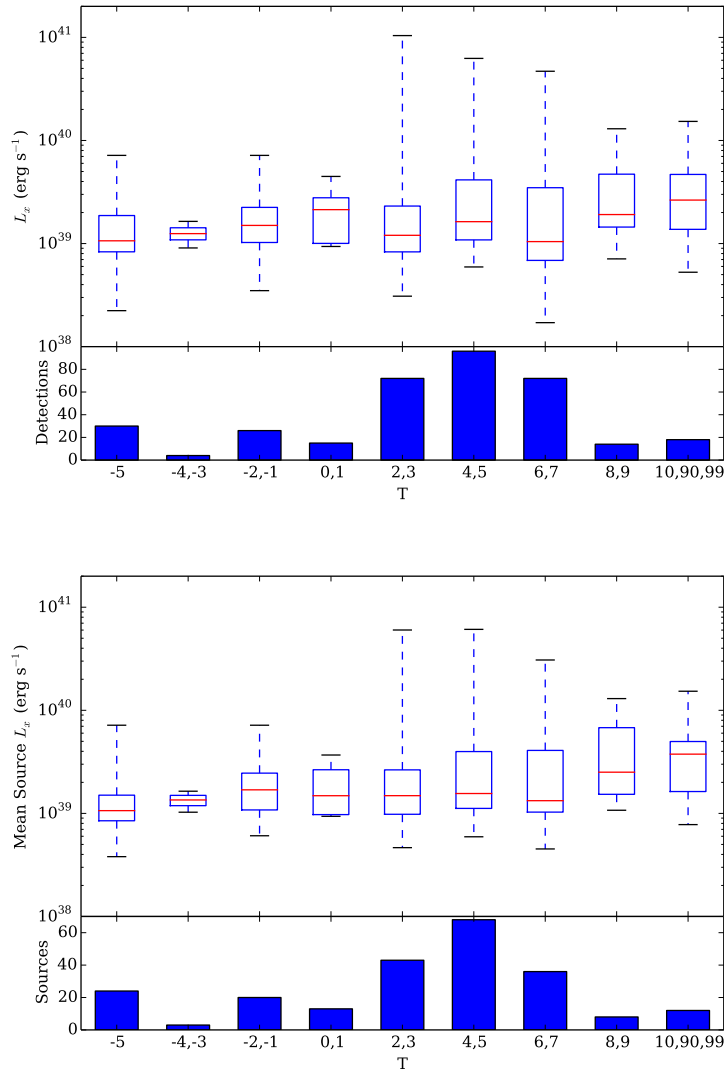 10^41
10^40
10^39
10^38
L_x (erg s^−1)
80
60
40
20
0
Detections
-5 -4,-3 -2,-1 0,1 2,3 4,5 6,7 8,9 10,90,99
T
10^41
10^40
10^39
10^38
Mean Source L_x (erg s^−1)
60
40
20
0
Sources
-5 -4,-3 -2,-1 0,1 2,3 4,5 6,7 8,9 10,90,99
T